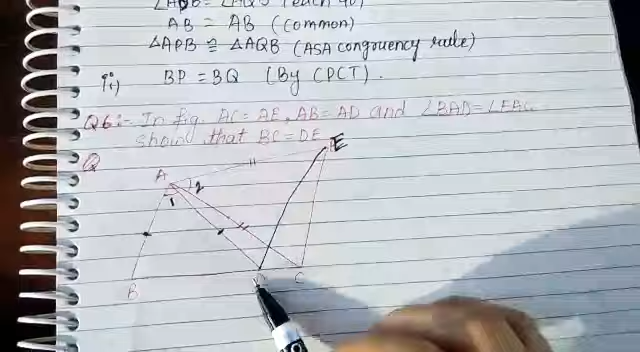 AB = AB (common)
△APB ≅ △AQB (ASA congruency rule)
ii) BP = BQ (By CPCT).
Q6:- In fig. AC = AE, AB = AD and ∠BAD = ∠EAC
show that BC = DE
E
A
1 2
B C